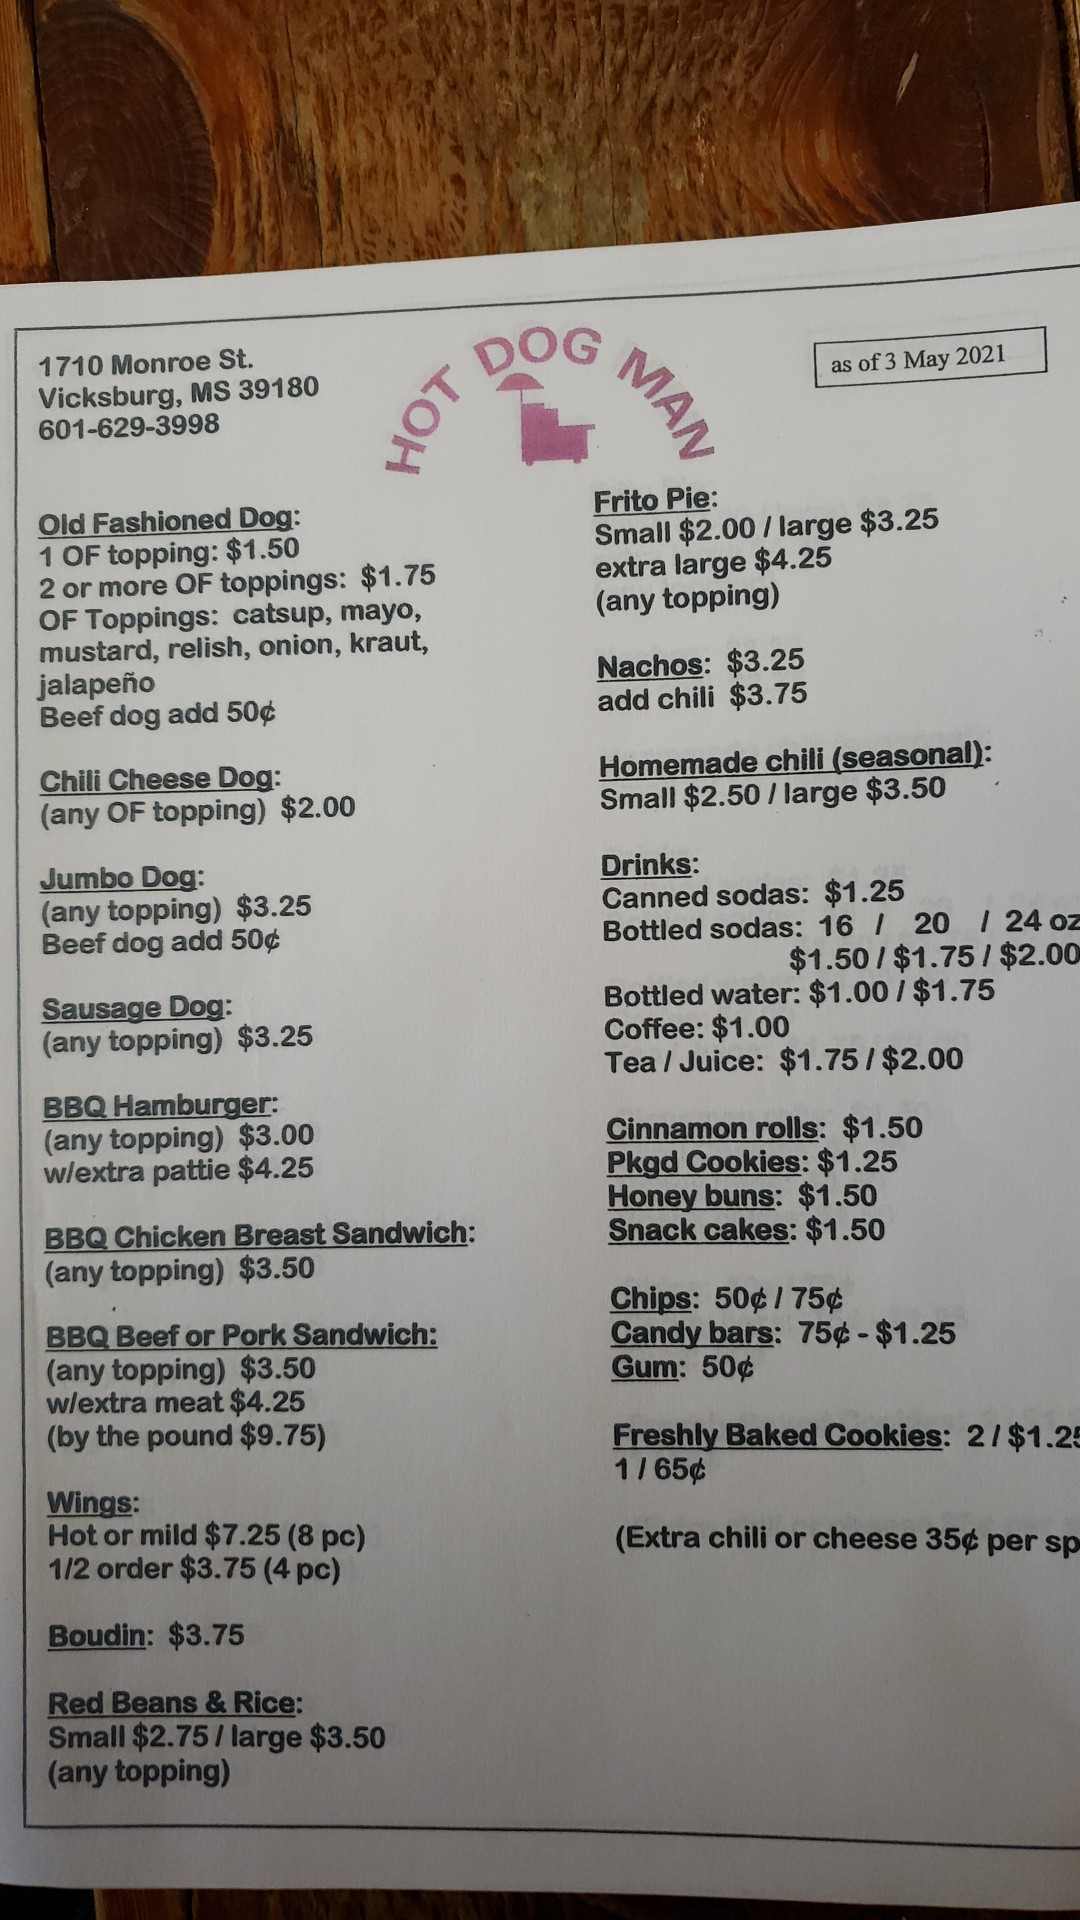 1710 Monroe St.
Vicksburg, MS 39180
601-629-3998
HOT DOG MAN
as of 3 May 2021
Old Fashioned Dog:
1 OF topping: $1.50
2 or more OF toppings: $1.75
OF Toppings: catsup, mayo,
mustard, relish, onion, kraut,
jalapeño
Beef dog add 50¢
Chili Cheese Dog:
(any OF topping) $2.00
Jumbo Dog:
(any topping) $3.25
Beef dog add 50¢
Sausage Dog:
(any topping) $3.25
BBQ Hamburger:
(any topping) $3.00
w/extra pattie $4.25
BBQ Chicken Breast Sandwich:
(any topping) $3.50
BBQ Beef or Pork Sandwich:
(any topping) $3.50
w/extra meat $4.25
(by the pound $9.75)
Wings:
Hot or mild $7.25 (8 pc)
1/2 order $3.75 (4 pc)
Boudin: $3.75
Red Beans & Rice:
Small $2.75 / large $3.50
(any topping)
Frito Pie:
Small $2.00 / large $3.25
extra large $4.25
(any topping)
Nachos: $3.25
add chili $3.75
Homemade chili (seasonal):
Small $2.50 / large $3.50
Drinks:
Canned sodas: $1.25
Bottled sodas: 16 / 20 / 24 oz
$1.50 / $1.75 / $2.00
Bottled water: $1.00 / $1.75
Coffee: $1.00
Tea / Juice: $1.75 / $2.00
Cinnamon rolls: $1.50
Pkgd Cookies: $1.25
Honey buns: $1.50
Snack cakes: $1.50
Chips: 50¢ / 75¢
Candy bars: 75¢ - $1.25
Gum: 50¢
Freshly Baked Cookies: 2 / $1.25
1 / 65¢
(Extra chili or cheese 35¢ per